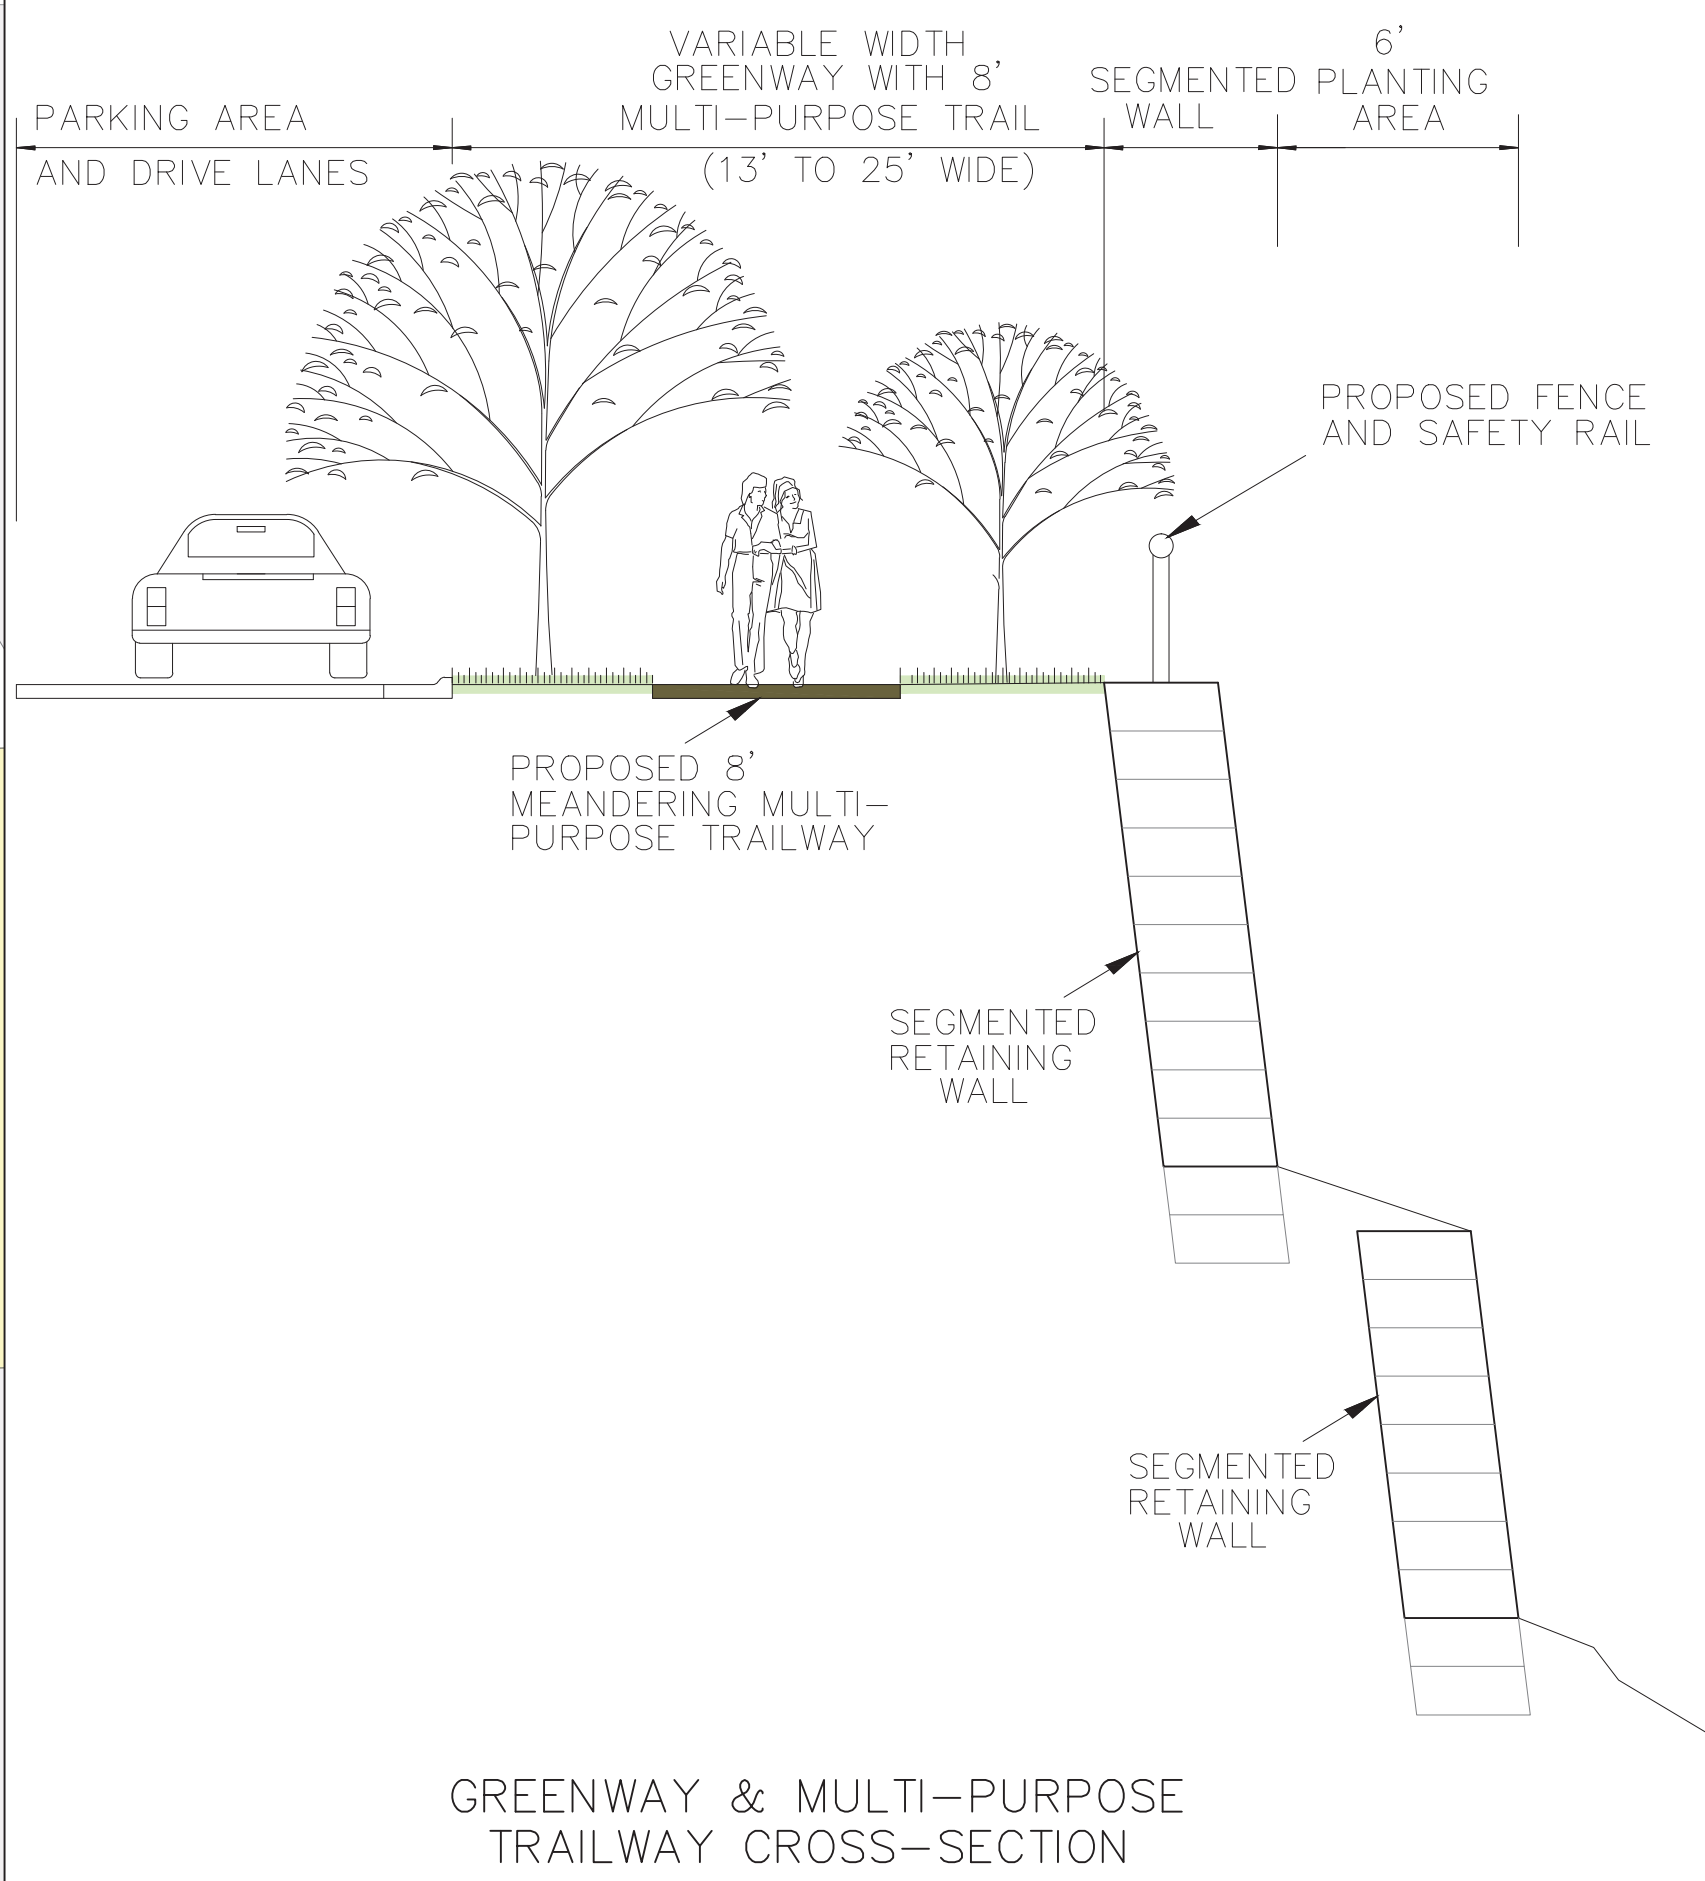 VARIABLE WIDTH
GREENWAY WITH 8'
MULTI-PURPOSE TRAIL
(13' TO 25' WIDE)
6'
PLANTING
AREA
SEGMENTED
WALL
PARKING AREA
AND DRIVE LANES
PROPOSED FENCE
AND SAFETY RAIL
PROPOSED 8'
MEANDERING MULTI-
PURPOSE TRAILWAY
SEGMENTED
RETAINING
WALL
SEGMENTED
RETAINING
WALL
GREENWAY & MULTI-PURPOSE
TRAILWAY CROSS-SECTION